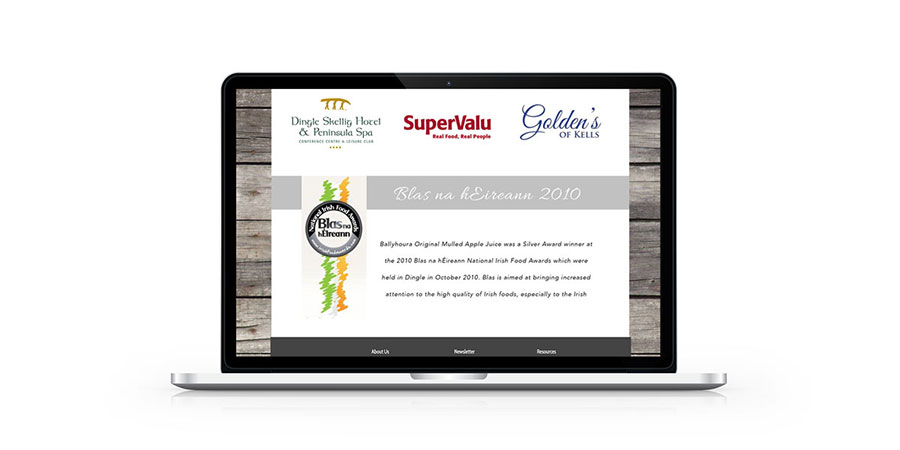 Dingle Skellig Hotel
& Peninsula Spa
CONFERENCE CENTRE & LEISURE CLUB
SuperValu
Real Food, Real People
Golden's
OF KELLS
Blas na hEireann 2010
National Irish Food Awards
Blas na
hÉireann
Ballyhoura Original Mulled Apple Juice was a Silver Award winner at
the 2010 Blas na hÉireann National Irish Food Awards which were
held in Dingle in October 2010. Blas is aimed at bringing increased
attention to the high quality of Irish foods, especially to the Irish
About Us
Newsletter
Resources